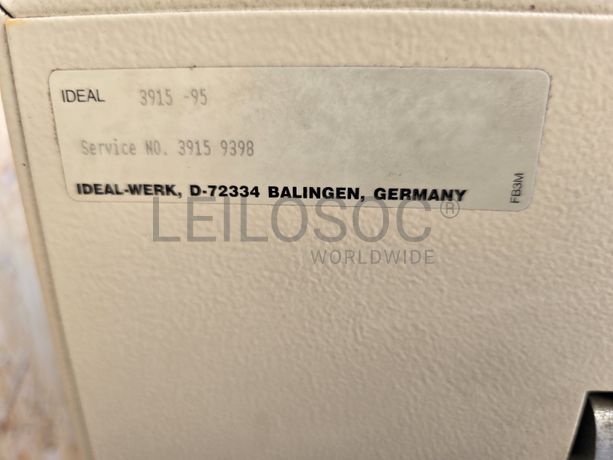 IDEAL 3915 -95
Service NO. 3915 9398
IDEAL-WERK, D-72334 BALINGEN, GERMANY
FB3M
LEILOSOC®
WORLDWIDE